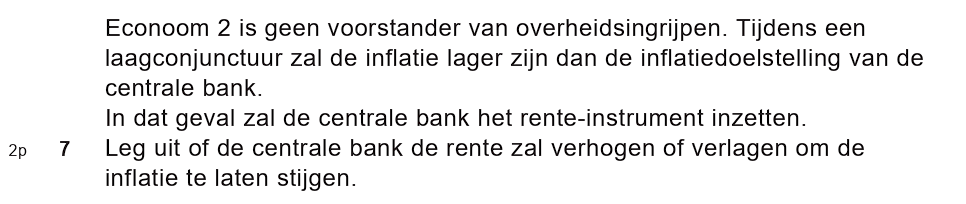 Econoom 2 is geen voorstander van overheidsingrijpen. Tijdens een
laagconjunctuur zal de inflatie lager zijn dan de inflatiedoelstelling van de
centrale bank.
In dat geval zal de centrale bank het rente-instrument inzetten.
2p 7 Leg uit of de centrale bank de rente zal verhogen of verlagen om de
inflatie te laten stijgen.